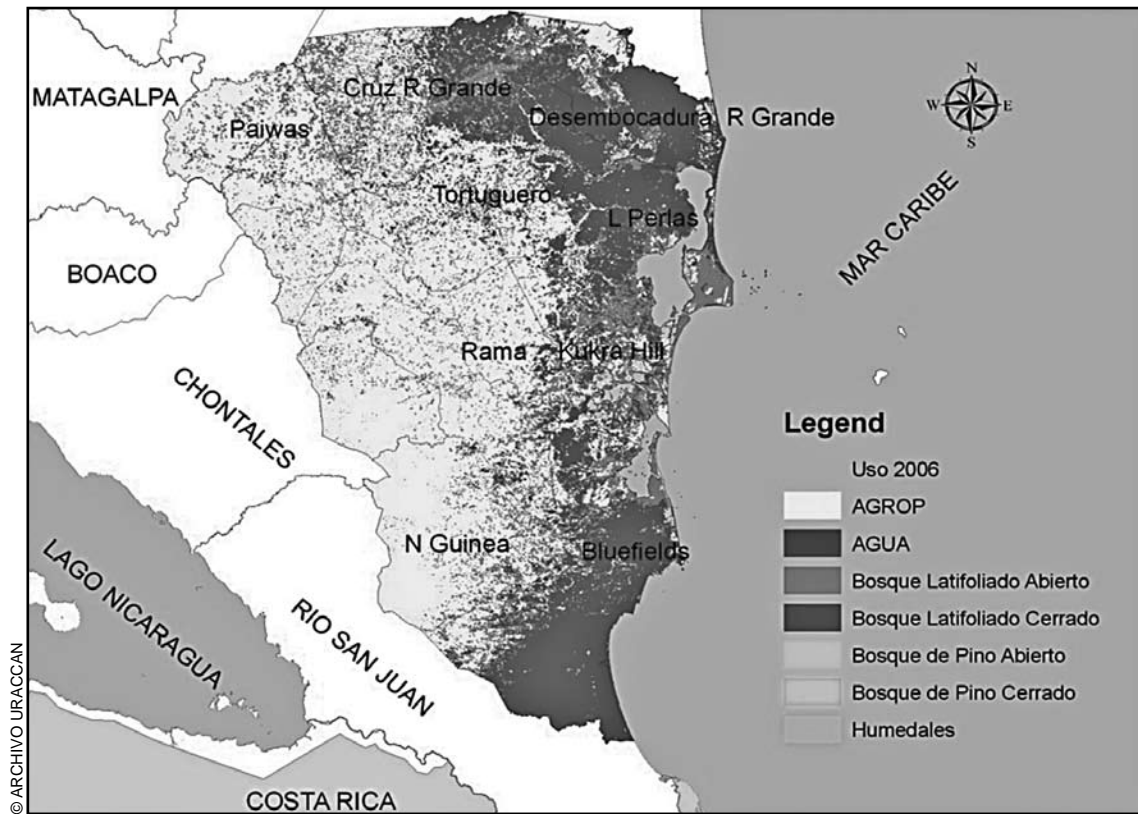 MATAGALPA
Cruz R Grande
Paiwas
Desembocadura R Grande
N
W E
S
Tortuguero
L Perlas
MAR CARIBE
BOACO
Rama
Kukra Hill
CHONTALES
N Guinea
Bluefields
LAGO NICARAGUA
RIO SAN JUAN
COSTA RICA
Legend
Uso 2006
AGROP
AGUA
Bosque Latifoliado Abierto
Bosque Latifoliado Cerrado
Bosque de Pino Abierto
Bosque de Pino Cerrado
Humedales
© ARCHIVO URACCAN